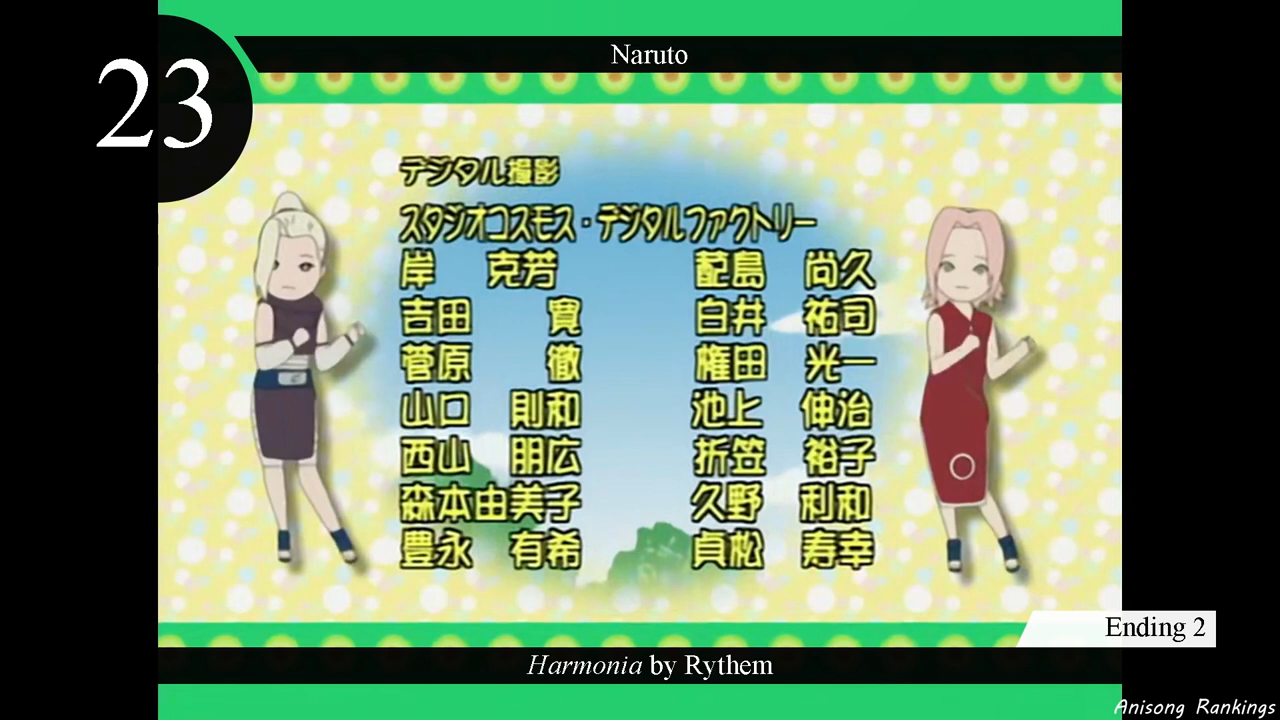 23
Naruto
デジタル撮影
スタジオコスモス・デジタルファクトリー
岸 克芳 蓜島 尚久
吉田 寛 白井 祐司
菅原 徹 権田 光一
山口 則和 池上 伸治
西山 朋広 折笠 裕子
森本由美子 久野 利和
豊永 有希 貞松 寿幸
Ending 2
Harmonia by Rythem
Anisong Rankings